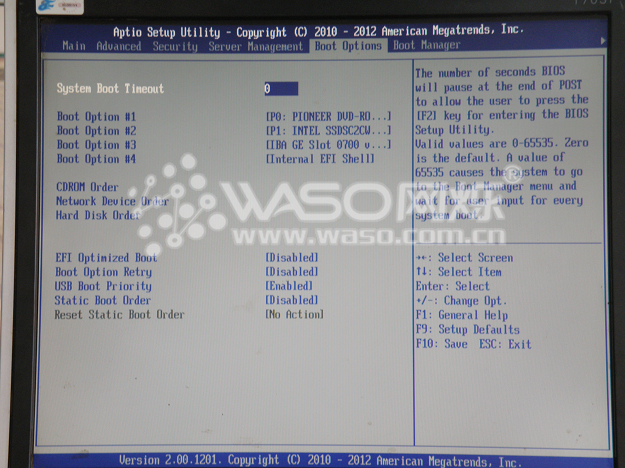 Aptio Setup Utility - Copyright (C) 2010 - 2012 American Megatrends, Inc.
Main Advanced Security Server Management Boot Options Boot Manager
System Boot Timeout 0
Boot Option #1 [P0: PIONEER DVD-RO...]
Boot Option #2 [P1: INTEL SSDSC2CW...]
Boot Option #3 [IBA GE Slot 0700 v...]
Boot Option #4 [Internal EFI Shell]
CDROM Order
Network Device Order
Hard Disk Order
EFI Optimized Boot [Disabled]
Boot Option Retry [Disabled]
USB Boot Priority [Enabled]
Static Boot Order [Disabled]
Reset Static Boot Order [No Action]
The number of seconds BIOS
will pause at the end of POST
to allow the user to press the
[F2] key for entering the BIOS
Setup Utility.
Valid values are 0-65535. Zero
is the default. A value of
65535 causes the system to go
to the Boot Manager menu and
wait for user input for every
system boot
→←: Select Screen
↑↓: Select Item
Enter: Select
+/-: Change Opt.
F1: General Help
F9: Setup Defaults
F10: Save ESC: Exit
Version 2.00.1201. Copyright (C) 2010 - 2012 American Megatrends, Inc.
WASO网烁®
www.waso.com.cn